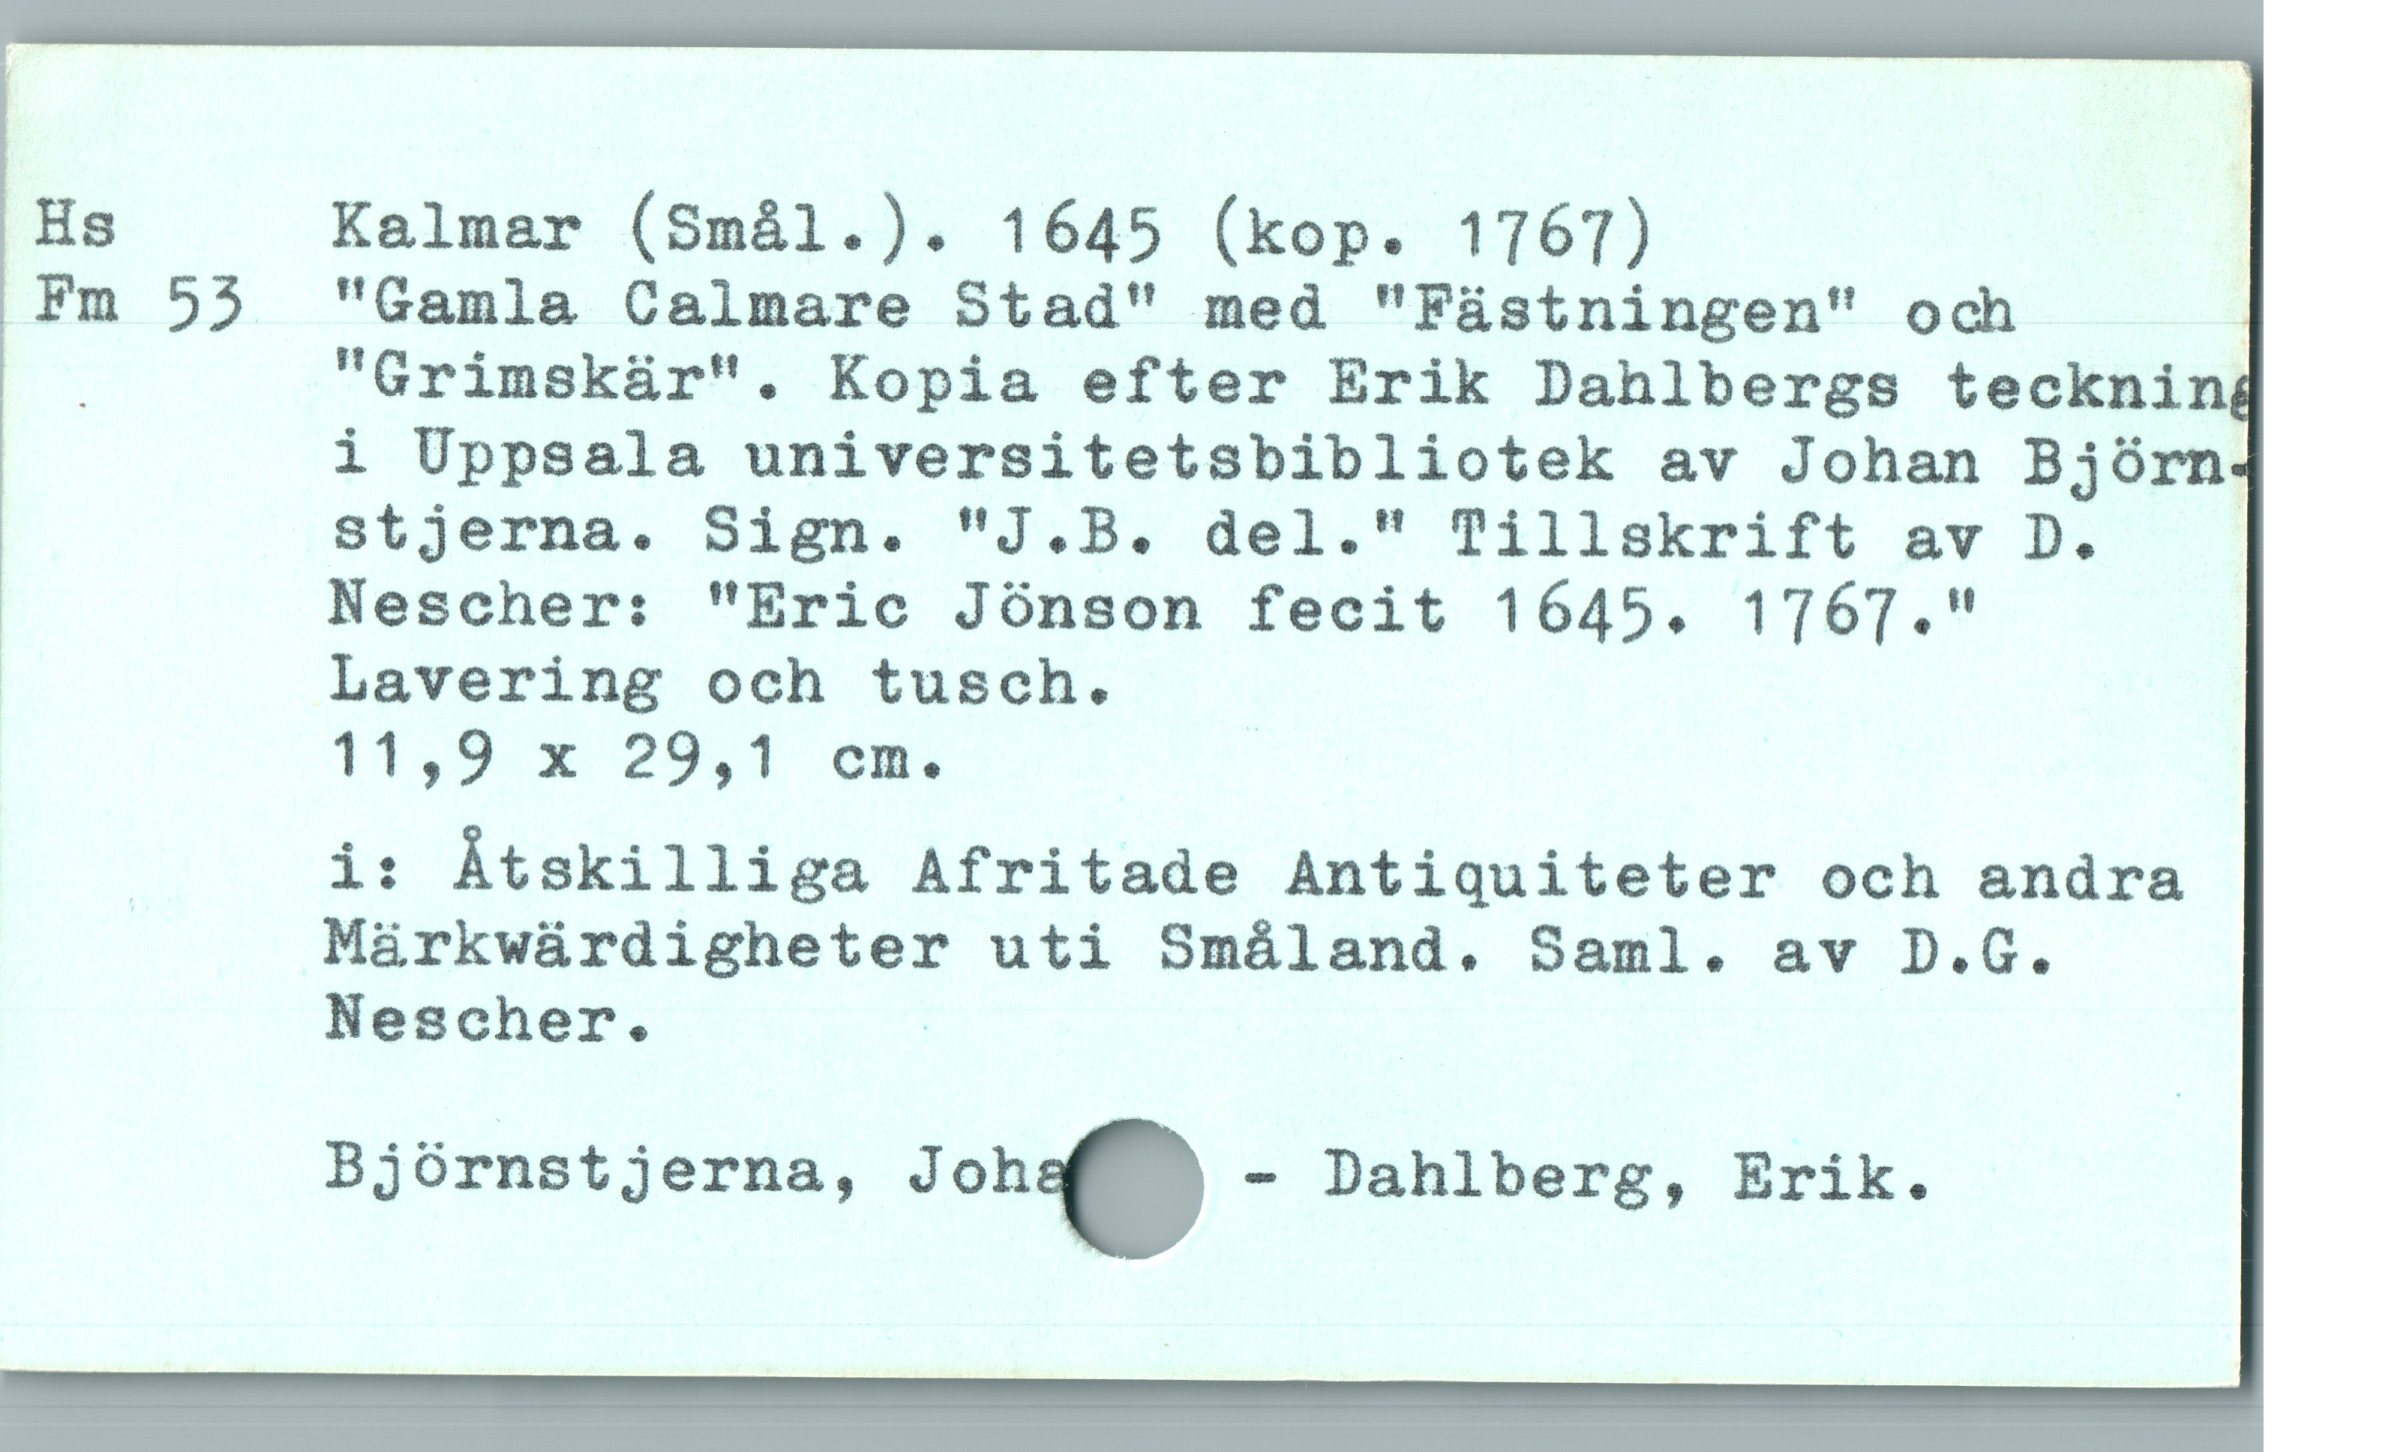 Hs Kalmar (Smål.). 1645 (kop. 1767)
Fm 53 "Gamla Calmare Stad" med "Fästningen" och
"Grimskär". Kopia efter Erik Dahlbergs teckning
i Uppsala universitetsbibliotek av Johan Björn-
stjerna. Sign. "J.B. del." Tillskrift av D.
Nescher: "Eric Jönson fecit 1645. 1767."
Lavering och tusch.
11,9 x 29,1 cm.
i: Åtskilliga Afritade Antiquiteter och andra
Märkwärdigheter uti Småland. Saml. av D.G.
Nescher.
Björnstjerna, Joha - Dahlberg, Erik.